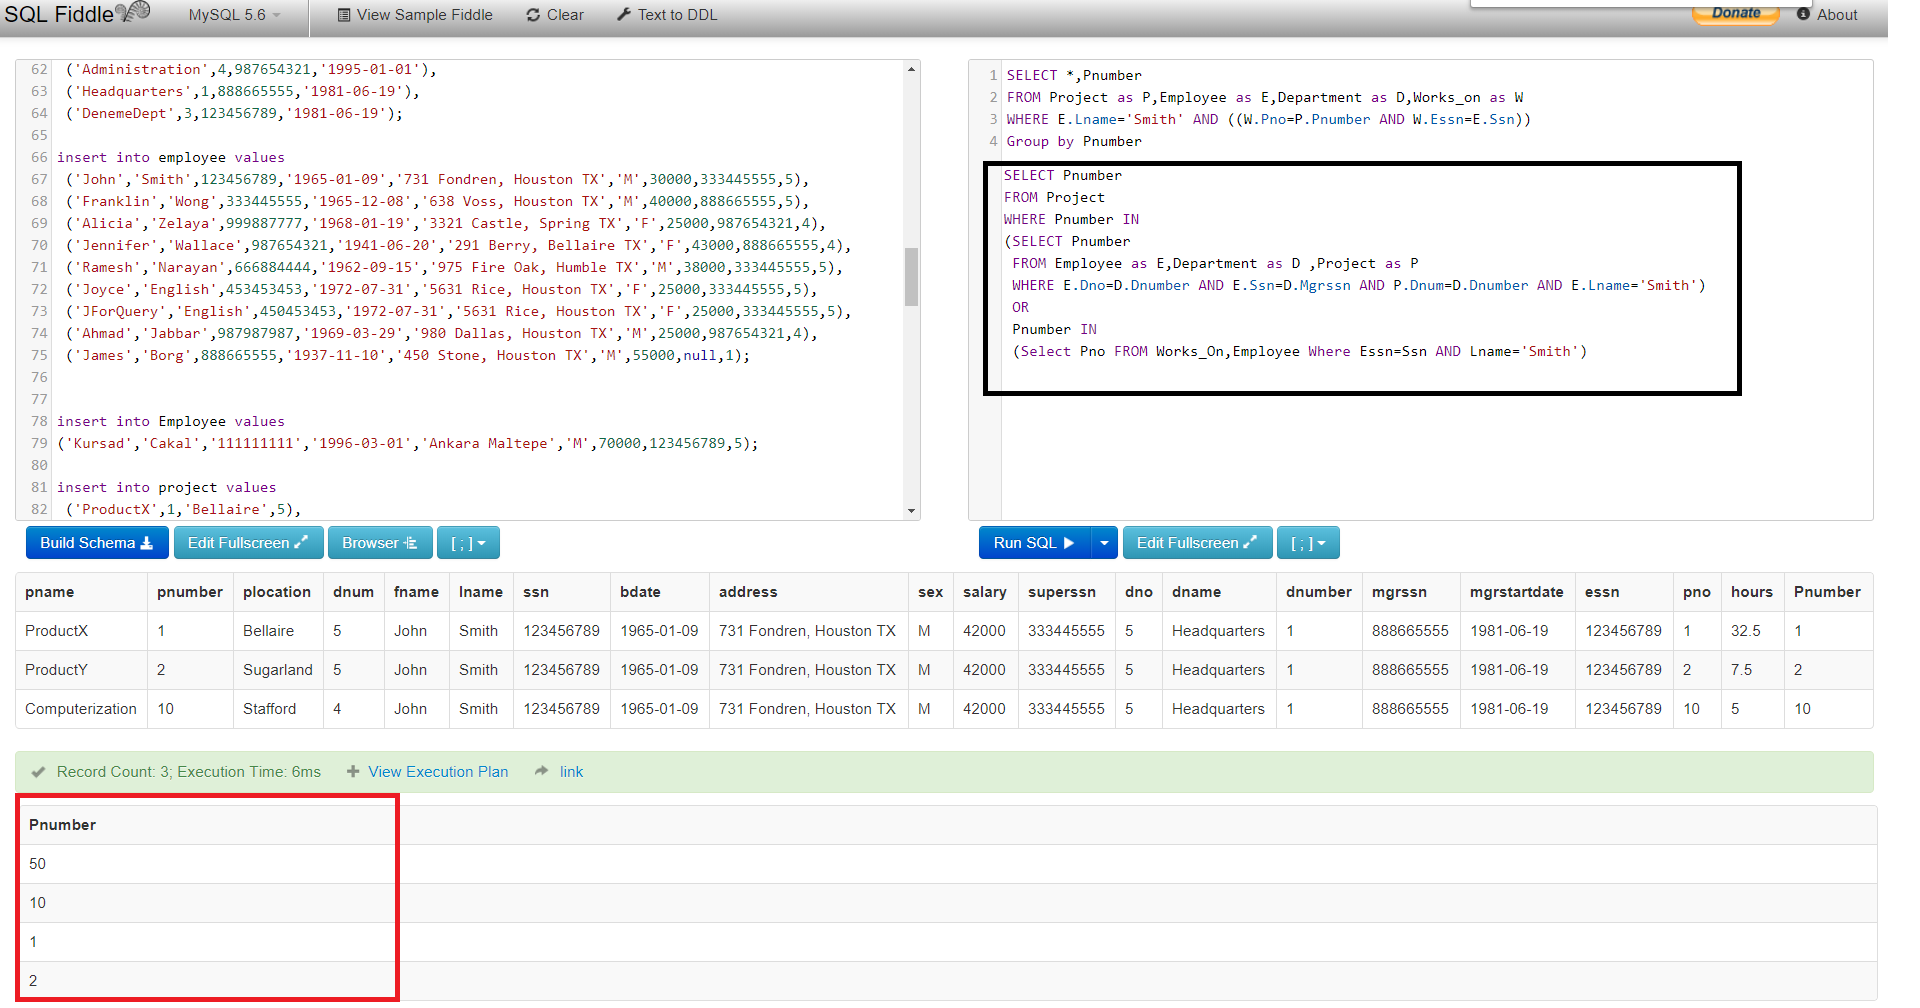 SQL Fiddle
MySQL 5.6
View Sample Fiddle
Clear
Text to DDL
Donate
About
62 ('Administration',4,987654321,'1995-01-01'),
63 ('Headquarters',1,888665555,'1981-06-19'),
64 ('DenemeDept',3,123456789,'1981-06-19');
65
66 insert into employee values
67 ('John','Smith',123456789,'1965-01-09','731 Fondren, Houston TX','M',30000,333445555,5),
68 ('Franklin','Wong',333445555,'1965-12-08','638 Voss, Houston TX','M',40000,888665555,5),
69 ('Alicia','Zelaya',999887777,'1968-01-19','3321 Castle, Spring TX','F',25000,987654321,4),
70 ('Jennifer','Wallace',987654321,'1941-06-20','291 Berry, Bellaire TX','F',43000,888665555,4),
71 ('Ramesh','Narayan',666884444,'1962-09-15','975 Fire Oak, Humble TX','M',38000,333445555,5),
72 ('Joyce','English',453453453,'1972-07-31','5631 Rice, Houston TX','F',25000,333445555,5),
73 ('JForQuery','English',450453453,'1972-07-31','5631 Rice, Houston TX','F',25000,333445555,5),
74 ('Ahmad','Jabbar',987987987,'1969-03-29','980 Dallas, Houston TX','M',25000,987654321,4),
75 ('James','Borg',888665555,'1937-11-10','450 Stone, Houston TX','M',55000,null,1);
76
77
78 insert into Employee values
79 ('Kursad','Cakal','111111111','1996-03-01','Ankara Maltepe','M',70000,123456789,5);
80
81 insert into project values
82 ('ProductX',1,'Bellaire',5),
Build Schema
Edit Fullscreen
Browser
[ ; ]
1 SELECT *,Pnumber
2 FROM Project as P,Employee as E,Department as D,Works_on as W
3 WHERE E.Lname='Smith' AND ((W.Pno=P.Pnumber AND W.Essn=E.Ssn))
4 Group by Pnumber
SELECT Pnumber
FROM Project
WHERE Pnumber IN
(SELECT Pnumber
FROM Employee as E,Department as D ,Project as P
WHERE E.Dno=D.Dnumber AND E.Ssn=D.Mgrssn AND P.Dnum=D.Dnumber AND E.Lname='Smith')
OR
Pnumber IN
(Select Pno FROM Works_On,Employee Where Essn=Ssn AND Lname='Smith')
Run SQL
Edit Fullscreen
[ ; ]
pname pnumber plocation dnum fname lname ssn bdate address sex salary superssn dno dname dnumber mgrssn mgrstartdate essn pno hours Pnumber
ProductX 1 Bellaire 5 John Smith 123456789 1965-01-09 731 Fondren, Houston TX M 42000 333445555 5 Headquarters 1 888665555 1981-06-19 123456789 1 32.5 1
ProductY 2 Sugarland 5 John Smith 123456789 1965-01-09 731 Fondren, Houston TX M 42000 333445555 5 Headquarters 1 888665555 1981-06-19 123456789 2 7.5 2
Computerization 10 Stafford 4 John Smith 123456789 1965-01-09 731 Fondren, Houston TX M 42000 333445555 5 Headquarters 1 888665555 1981-06-19 123456789 10 5 10
Record Count: 3; Execution Time: 6ms
View Execution Plan
link
Pnumber
50
10
1
2